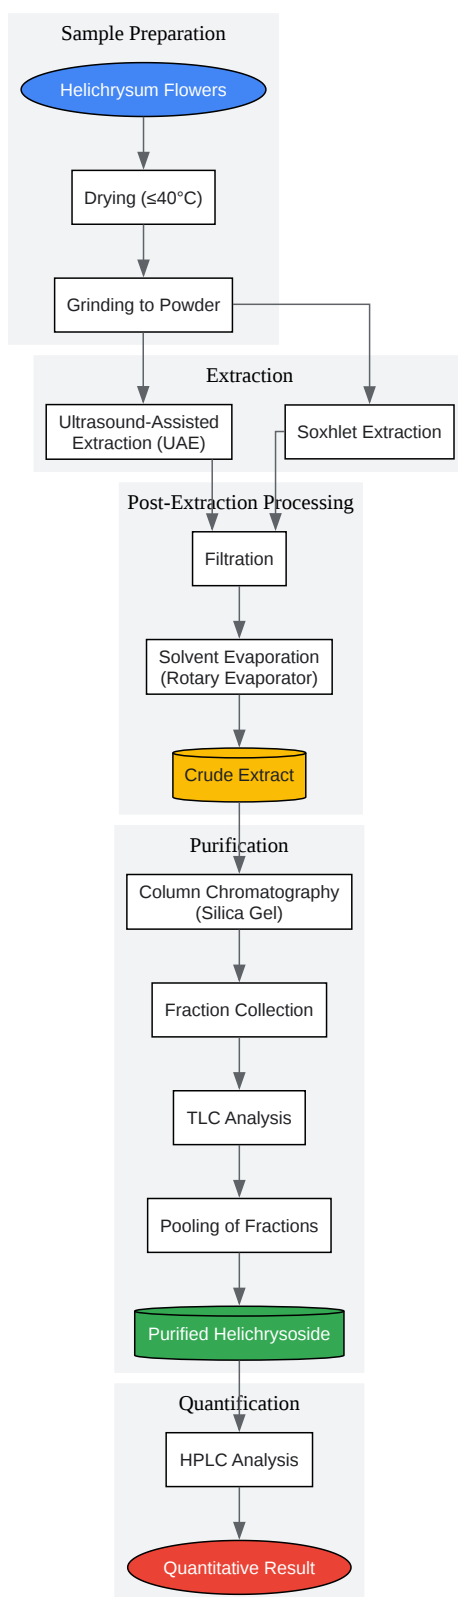 Sample Preparation
Helichrysum Flowers
Drying (≤40°C)
Grinding to Powder
Extraction
Ultrasound-Assisted
Extraction (UAE)
Soxhlet Extraction
Post-Extraction Processing
Filtration
Solvent Evaporation
(Rotary Evaporator)
Crude Extract
Purification
Column Chromatography
(Silica Gel)
Fraction Collection
TLC Analysis
Pooling of Fractions
Purified Helichrysoside
Quantification
HPLC Analysis
Quantitative Result